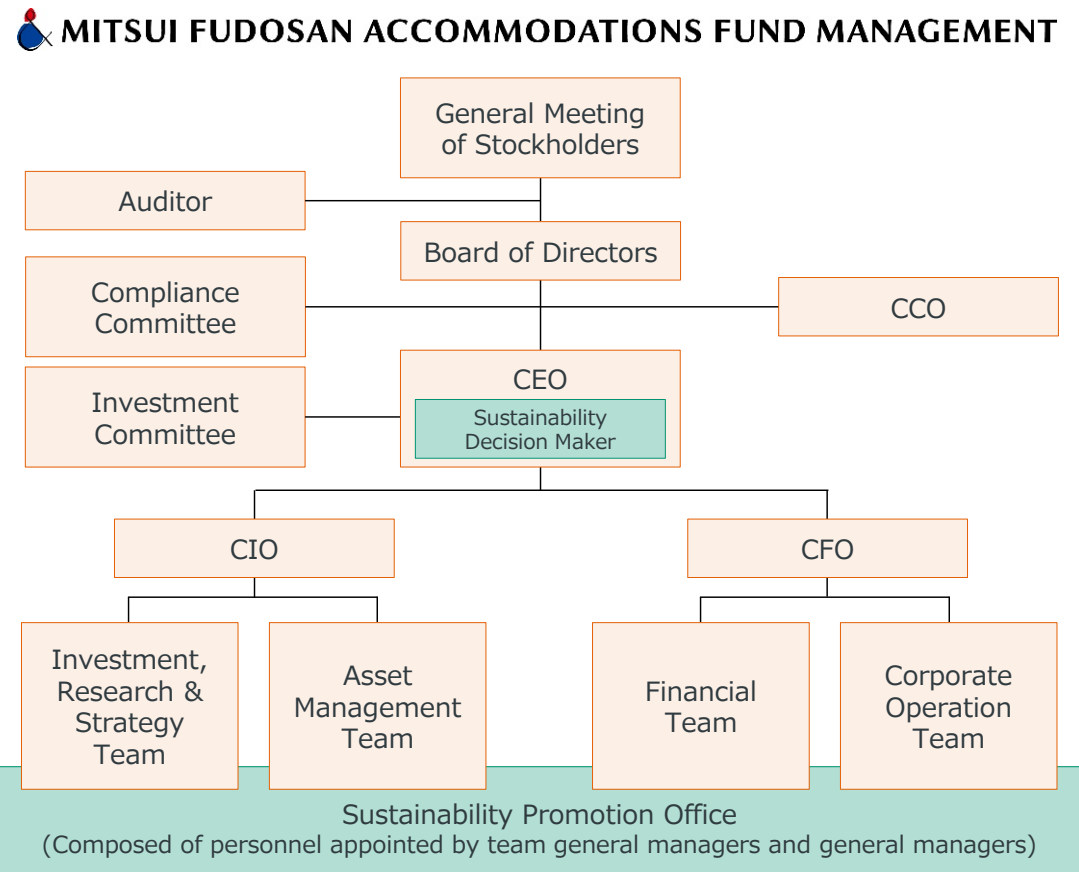 MITSUI FUDOSAN ACCOMMODATIONS FUND MANAGEMENT
General Meeting
of Stockholders
Auditor
Board of Directors
Compliance
Committee
CCO
CEO
Sustainability
Decision Maker
Investment
Committee
CIO
CFO
Investment,
Research &
Strategy
Team
Asset
Management
Team
Financial
Team
Corporate
Operation
Team
Sustainability Promotion Office
(Composed of personnel appointed by team general managers and general managers)